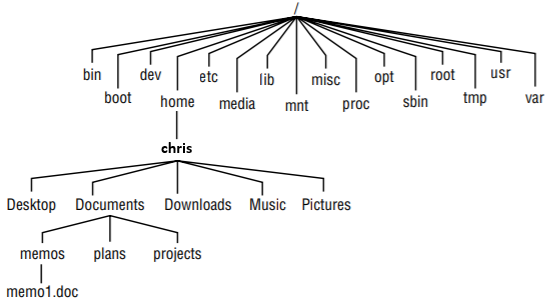 /
bin dev etc lib misc opt root usr
boot home media mnt proc sbin tmp var
chris
Desktop Documents Downloads Music Pictures
memos plans projects
memo1.doc